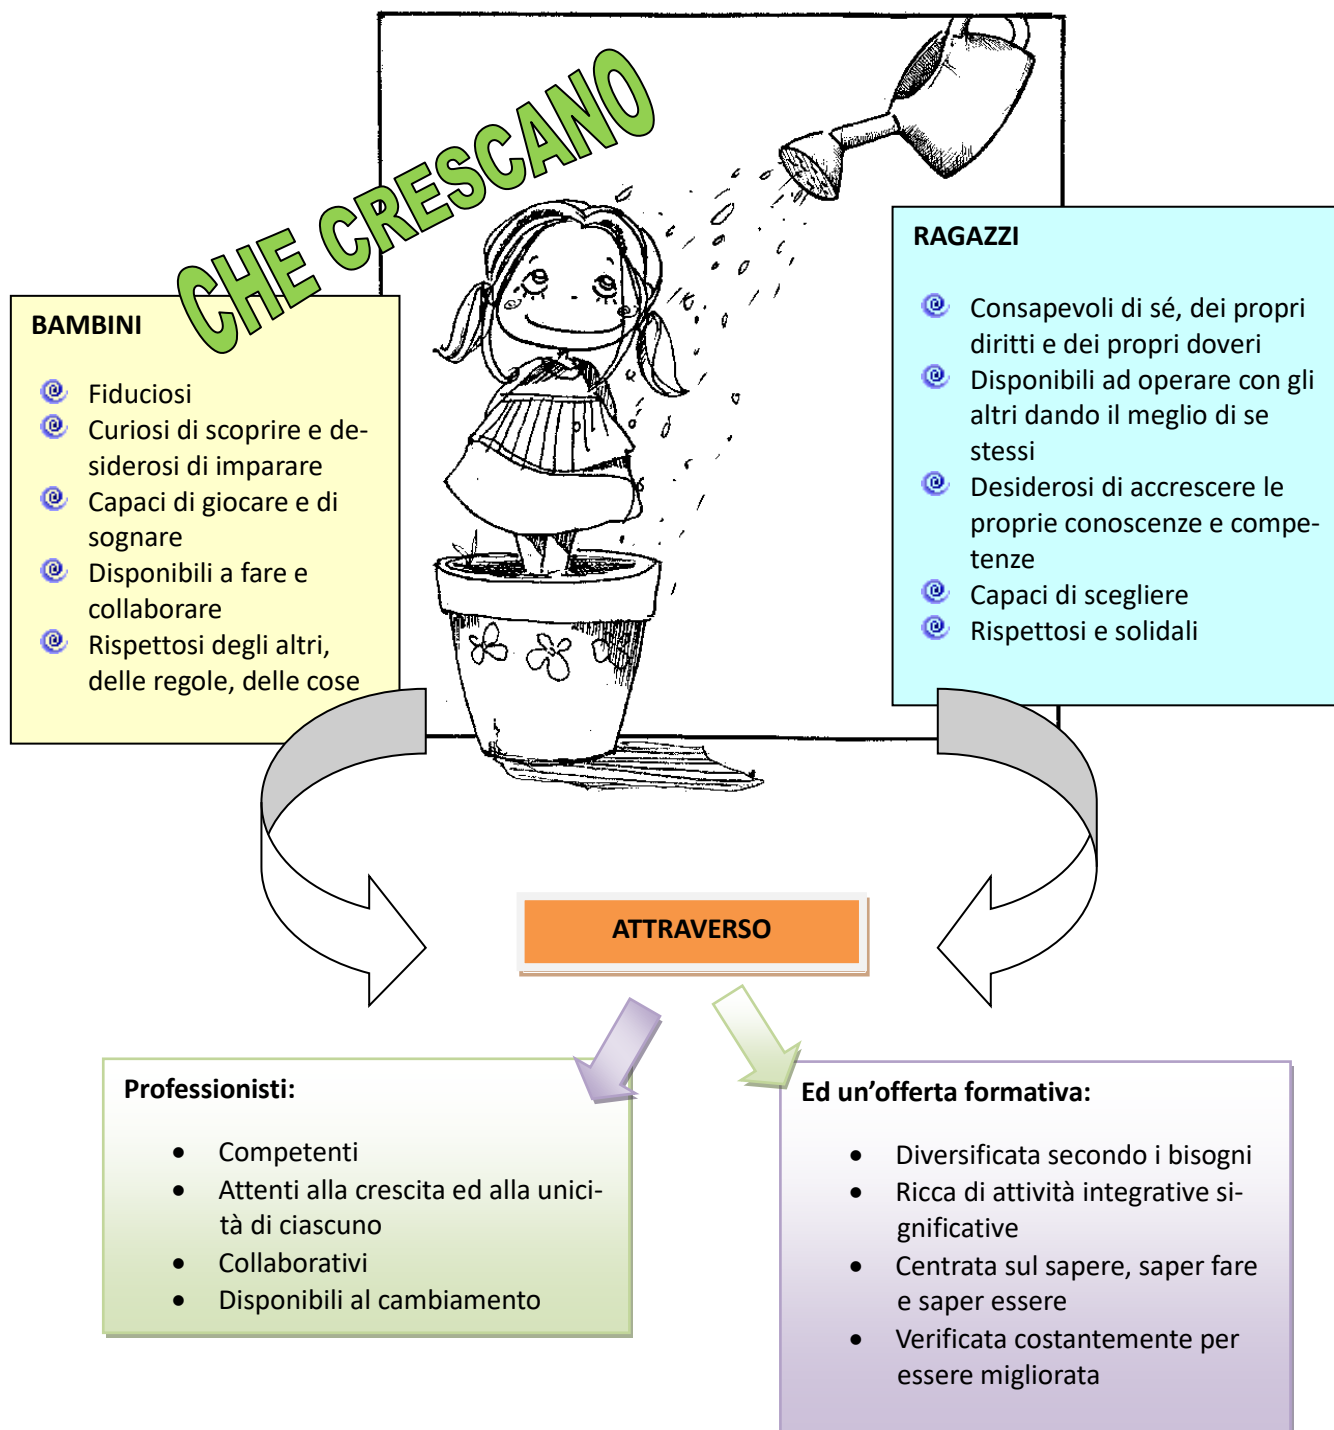 CHE CRESCANO
BAMBINI
Fiduciosi
Curiosi di scoprire e de-
siderosi di imparare
Capaci di giocare e di
sognare
Disponibili a fare e
collaborare
Rispettosi degli altri,
delle regole, delle cose
RAGAZZI
Consapevoli di sé, dei propri
diritti e dei propri doveri
Disponibili ad operare con gli
altri dando il meglio di se
stessi
Desiderosi di accrescere le
proprie conoscenze e compe-
tenze
Capaci di scegliere
Rispettosi e solidali
ATTRAVERSO
Professionisti:
• Competenti
• Attenti alla crescita ed alla unici-
tà di ciascuno
• Collaborativi
• Disponibili al cambiamento
Ed un’offerta formativa:
• Diversificata secondo i bisogni
• Ricca di attività integrative si-
gnificative
• Centrata sul sapere, saper fare
e saper essere
• Verificata costantemente per
essere migliorata